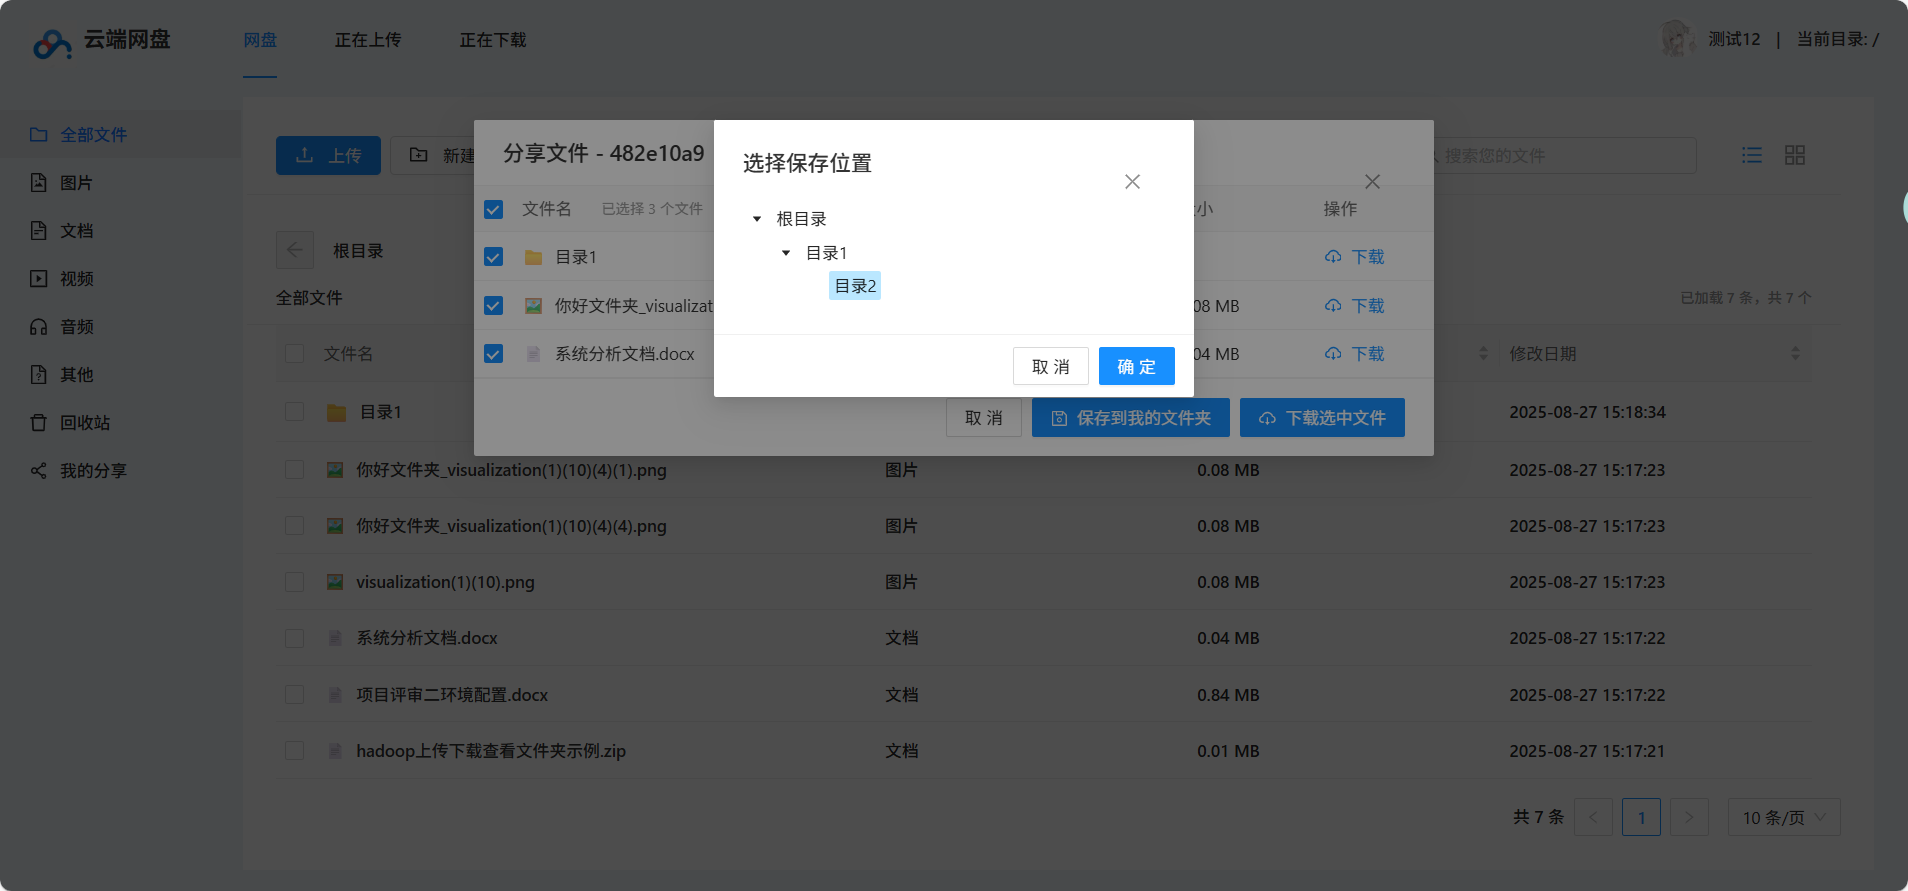 云端网盘
网盘
正在上传
正在下载
测试12 | 当前目录: /
全部文件
图片
文档
视频
音频
其他
回收站
我的分享
上传
新建
搜索您的文件
根目录
全部文件
已加载 7 条，共 7 个
文件名
修改日期
目录1
2025-08-27 15:18:34
你好文件夹_visualization(1)(10)(4)(1).png 图片 0.08 MB 2025-08-27 15:17:23
你好文件夹_visualization(1)(10)(4)(4).png 图片 0.08 MB 2025-08-27 15:17:23
visualization(1)(10).png 图片 0.08 MB 2025-08-27 15:17:23
系统分析文档.docx 文档 0.04 MB 2025-08-27 15:17:22
项目评审二环境配置.docx 文档 0.84 MB 2025-08-27 15:17:22
hadoop上传下载查看文件夹示例.zip 文档 0.01 MB 2025-08-27 15:17:21
共 7 条
1
10 条/页
分享文件 - 482e10a9
文件名 已选择 3 个文件
操作
目录1 下载
你好文件夹_visualizat 08 MB 下载
系统分析文档.docx 04 MB 下载
取 消
保存到我的文件夹
下载选中文件
选择保存位置
根目录
目录1
目录2
取 消
确 定